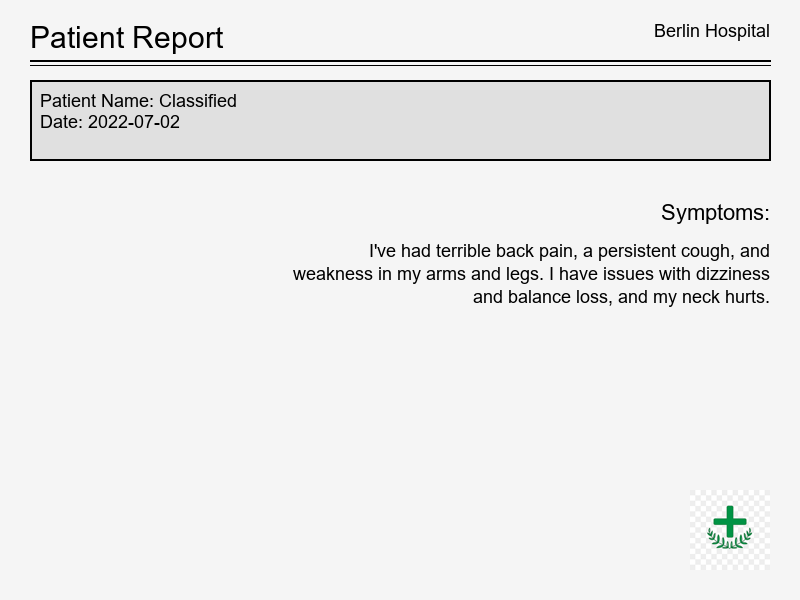 Patient Report
Berlin Hospital
Patient Name: Classified
Date: 2022-07-02
Symptoms:
I've had terrible back pain, a persistent cough, and
weakness in my arms and legs. I have issues with dizziness
and balance loss, and my neck hurts.